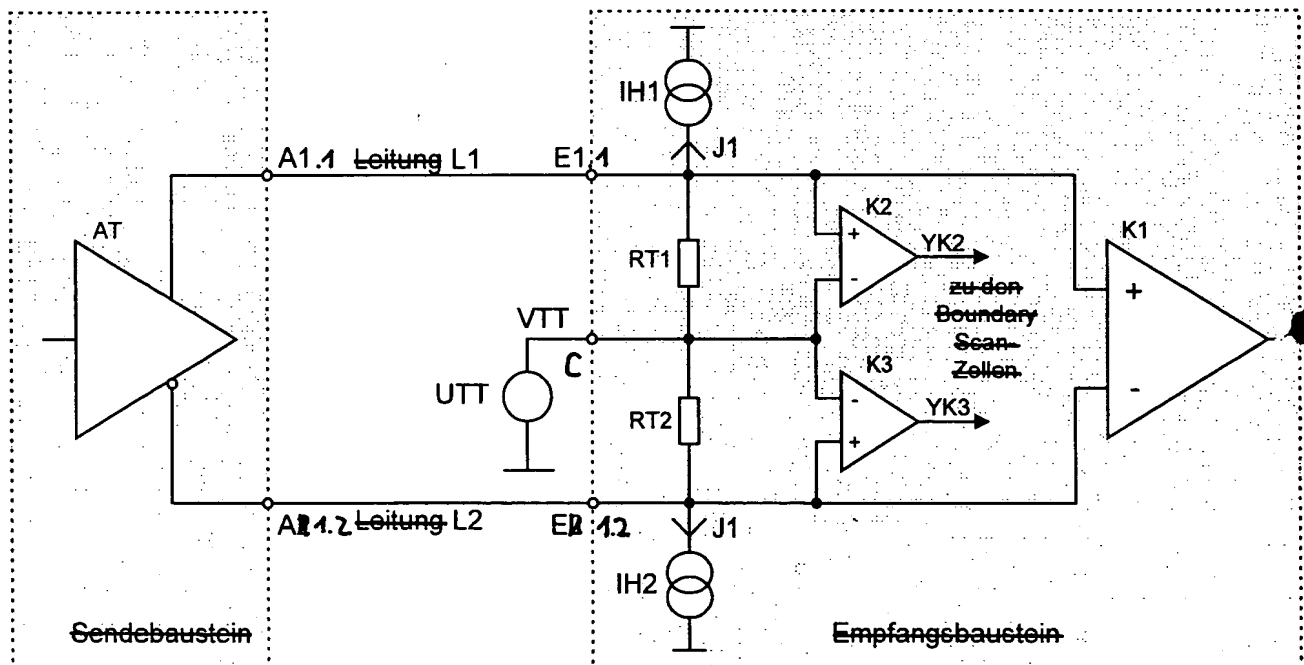 IH1
J1
A1.1 Leitung L1
E1.1
AT
K2
+
-
YK2
RT1
zu den
Boundary
Scan-
Zellen
K1
+
-
VTT
C
UTT
K3
-
+
YK3
RT2
A1.2 Leitung L2
E1.2
J1
IH2
Sendebaustein
Empfangsbaustein